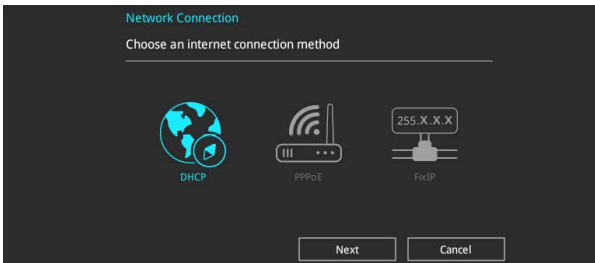 Network Connection
Choose an internet connection method
255.X.X.X
DHCP
PPPoE
FixIP
Next
Cancel